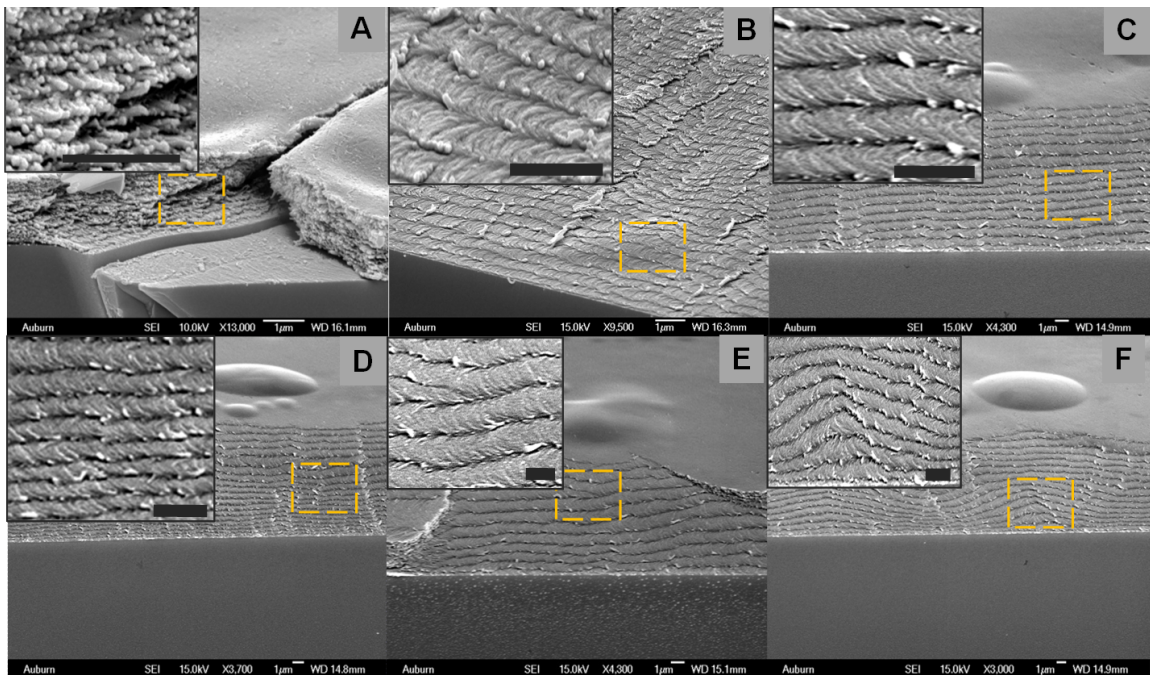 A
B
C
Auburn SEI 10.0kV X13,000 1μm WD 16.1mm
Auburn SEI 15.0kV X9,500 1μm WD 16.3mm
Auburn SEI 15.0kV X4,300 1μm WD 14.9mm
D
E
F
Auburn SEI 15.0kV X3,700 1μm WD 14.8mm
Auburn SEI 15.0kV X4,300 1μm WD 15.1mm
Auburn SEI 15.0kV X3,000 1μm WD 14.9mm